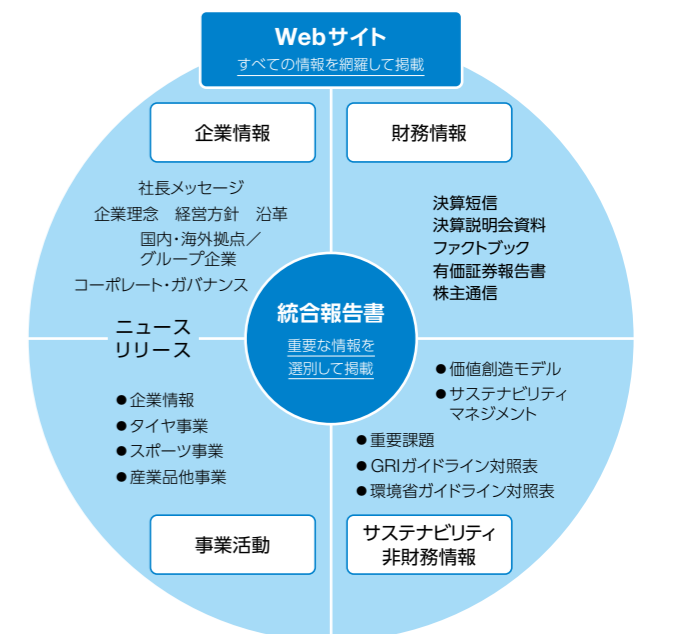 Webサイト
すべての情報を網羅して掲載
企業情報
社長メッセージ
企業理念　経営方針　沿革
国内・海外拠点／
グループ企業
コーポレート・ガバナンス
財務情報
決算短信
決算説明会資料
ファクトブック
有価証券報告書
株主通信
統合報告書
重要な情報を
選別して掲載
ニュース
リリース
●企業情報
●タイヤ事業
●スポーツ事業
●産業品他事業
事業活動
●価値創造モデル
●サステナビリティ
マネジメント
●重要課題
●GRIガイドライン対照表
●環境省ガイドライン対照表
サステナビリティ
非財務情報